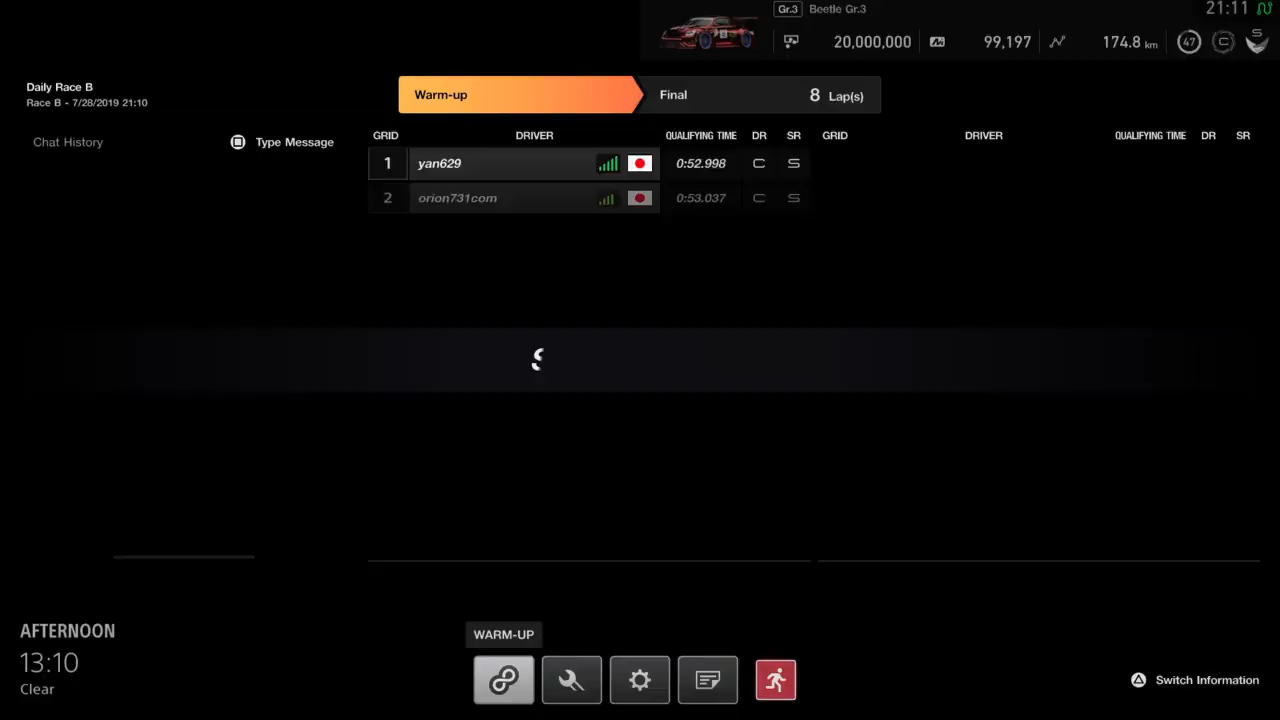 Gr.3 Beetle Gr.3
21:11
20,000,000 99,197 174.8 km 47 C S
Daily Race B
Race B - 7/28/2019 21:10
Warm-up Final 8 Lap(s)
Chat History Type Message
GRID DRIVER QUALIFYING TIME DR SR GRID DRIVER QUALIFYING TIME DR SR
1 yan629 0:52.998 C S
2 orion731com 0:53.037 C S
AFTERNOON
13:10
Clear
WARM-UP
Switch Information